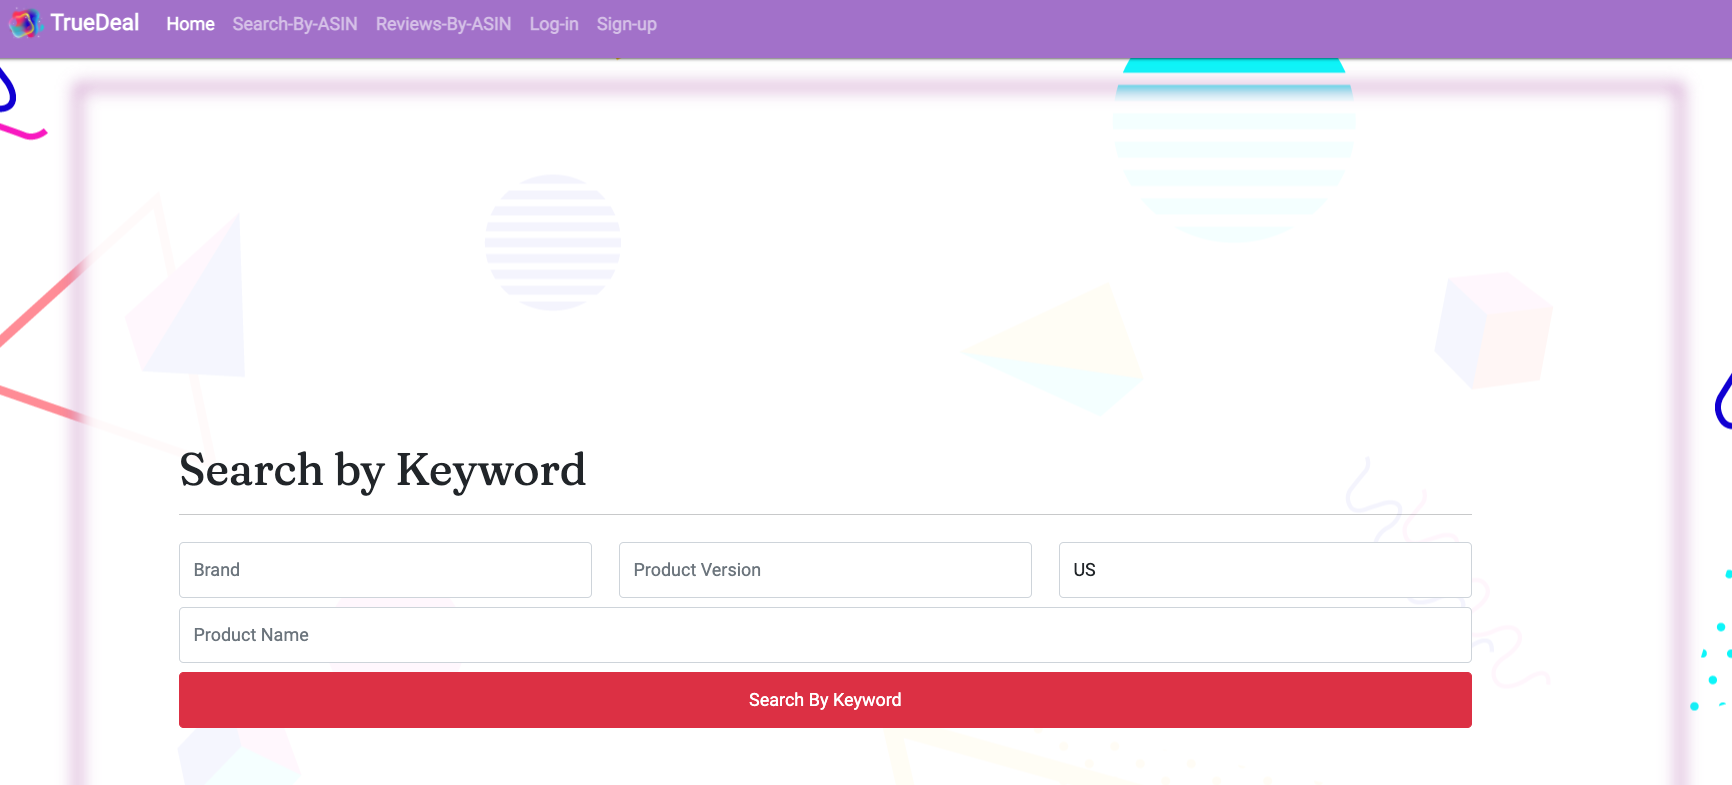 TrueDeal Home Search-By-ASIN Reviews-By-ASIN Log-in Sign-up
Search by Keyword
Brand Product Version US
Product Name
Search By Keyword